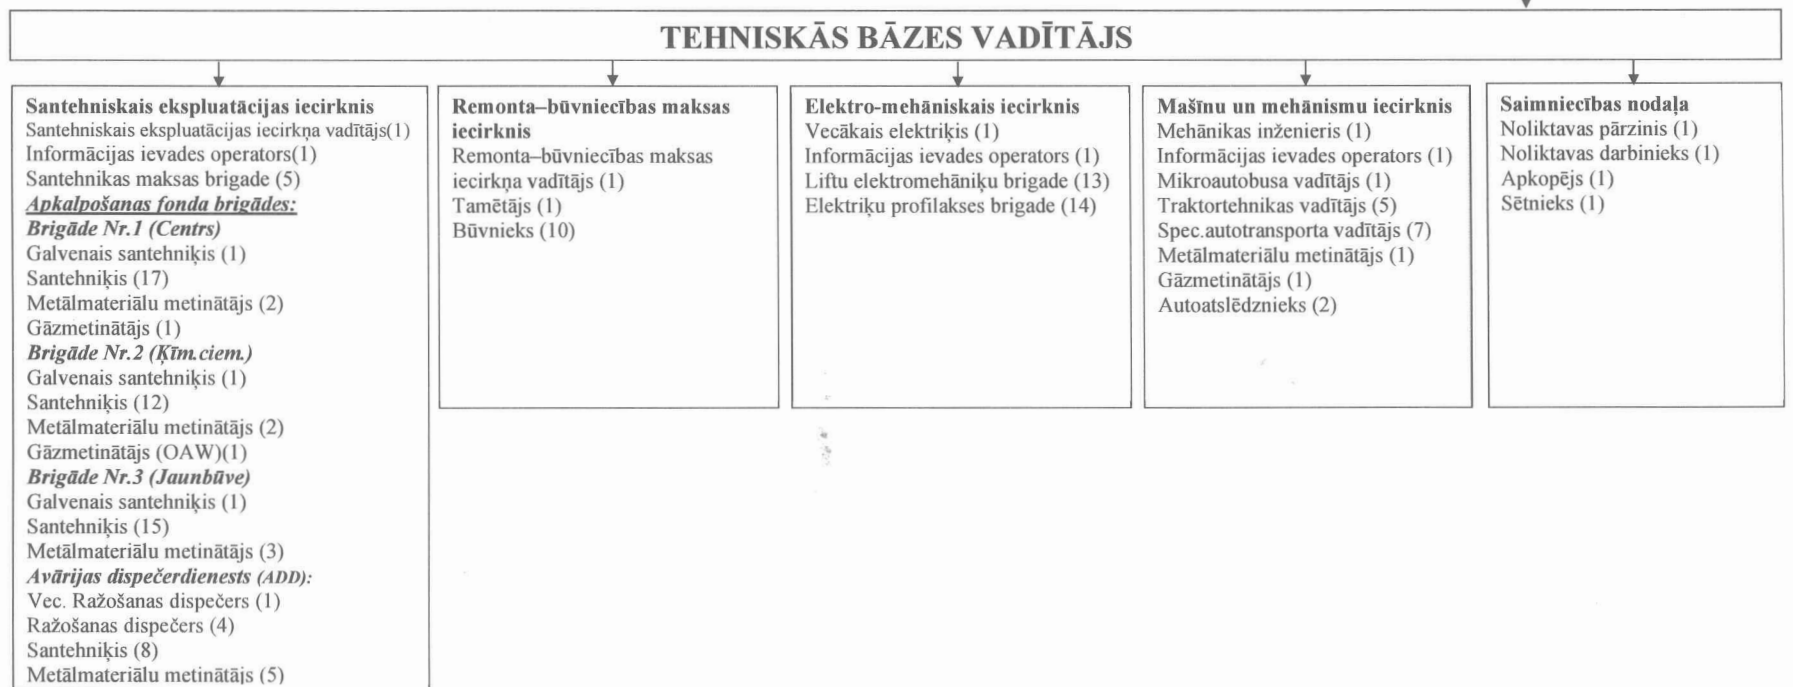 TEHNISKĀS BĀZES VADĪTĀJS
Santehniskais ekspluatācijas iecirknis
Santehniskais ekspluatācijas iecirkņa vadītājs(1)
Informācijas ievades operators(1)
Santehnikas maksas brigade (5)
Apkalpošanas fonda brigādes:
Brigāde Nr.1 (Centrs)
Galvenais santehniķis (1)
Santehniķis (17)
Metālmateriālu metinātājs (2)
Gāzmetinātājs (1)
Brigāde Nr.2 (Ķīm.ciem.)
Galvenais santehniķis (1)
Santehniķis (12)
Metālmateriālu metinātājs (2)
Gāzmetinātājs (OAW)(1)
Brigāde Nr.3 (Jaunbūve)
Galvenais santehniķis (1)
Santehniķis (15)
Metālmateriālu metinātājs (3)
Avārijas dispečerdienests (ADD):
Vec. Ražošanas dispečers (1)
Ražošanas dispečers (4)
Santehniķis (8)
Metālmateriālu metinātājs (5)
Remonta–būvniecības maksas
iecirknis
Remonta–būvniecības maksas
iecirkņa vadītājs (1)
Tamētājs (1)
Būvnieks (10)
Elektro-mehāniskais iecirknis
Vecākais elektriķis (1)
Informācijas ievades operators (1)
Liftu elektromehāniķu brigade (13)
Elektriķu profilakses brigade (14)
Mašīnu un mehānismu iecirknis
Mehānikas inženieris (1)
Informācijas ievades operators (1)
Mikroautobusa vadītājs (1)
Traktortehnikas vadītājs (5)
Spec.autotransporta vadītājs (7)
Metālmateriālu metinātājs (1)
Gāzmetinātājs (1)
Autoatslēdznieks (2)
Saimniecības nodaļa
Noliktavas pārzinis (1)
Noliktavas darbinieks (1)
Apkopējs (1)
Sētnieks (1)